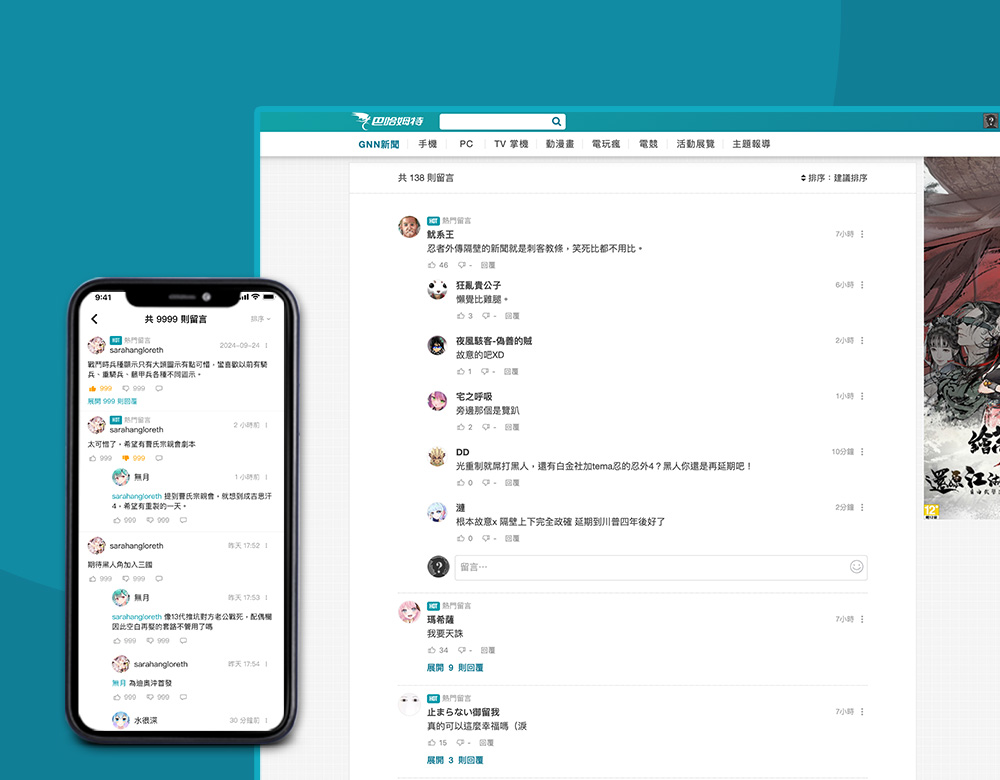 巴哈姆特
GNN新聞 手機 PC TV 掌機 動漫畫 電玩瘋 電競 活動展覽 主題報導
共 138 則留言
排序：建議排序
HOT 熱門留言
魷系王
7小時
忍者外傳隔壁的新聞就是刺客教條，笑死比都不用比。
46 - 回覆
狂亂貴公子
6小時
懶覺比雞腿。
3 - 回覆
夜風駭客-偽善的賊
2小時
故意的吧XD
1 - 回覆
宅之呼吸
1小時
旁邊那個是覽趴
2 - 回覆
DD
10分鐘
光重制就屌打黑人，還有白金社加tema忍的忍外4？黑人你還是再延期吧！
0 - 回覆
漣
2分鐘
根本故意x 隔壁上下完全政確 延期到川普四年後好了
0 - 回覆
留言…
HOT 熱門留言
瑪希薩
7小時
我要天誅
34 - 回覆
展開 9 則回覆
HOT 熱門留言
止まらない御留我
7小時
真的可以這麼幸福嗎（淚
15 - 回覆
展開 3 則回覆
還原江湖
12+
9:41
共 9999 則留言
排序
HOT 熱門留言
sarahangloreth
2024-09-24
戰鬥時兵種顯示只有大頭圖示有點可惜，蠻喜歡以前有騎
兵、重騎兵、藤甲兵各種不同圖示。
999 999
展開 999 則回覆
HOT 熱門留言
sarahangloreth
2 小時前
太可惜了，希望有曹氏宗親會劇本
999 999
無月
1 小時前
sarahangloreth 提到曹氏宗親會，就想到成吉思汗
4，希望有重製的一天。
999 999
sarahangloreth
昨天 17:52
期待黑人角加入三國
999 999
無月
昨天 17:53
sarahangloreth 像13代推坑對方老公戰死，配偶欄
因此空白再娶的套路不管用了嗎
999 999
sarahangloreth
昨天 17:54
無月 為迪奧沖首發
999 999
水很深
30 分鐘前